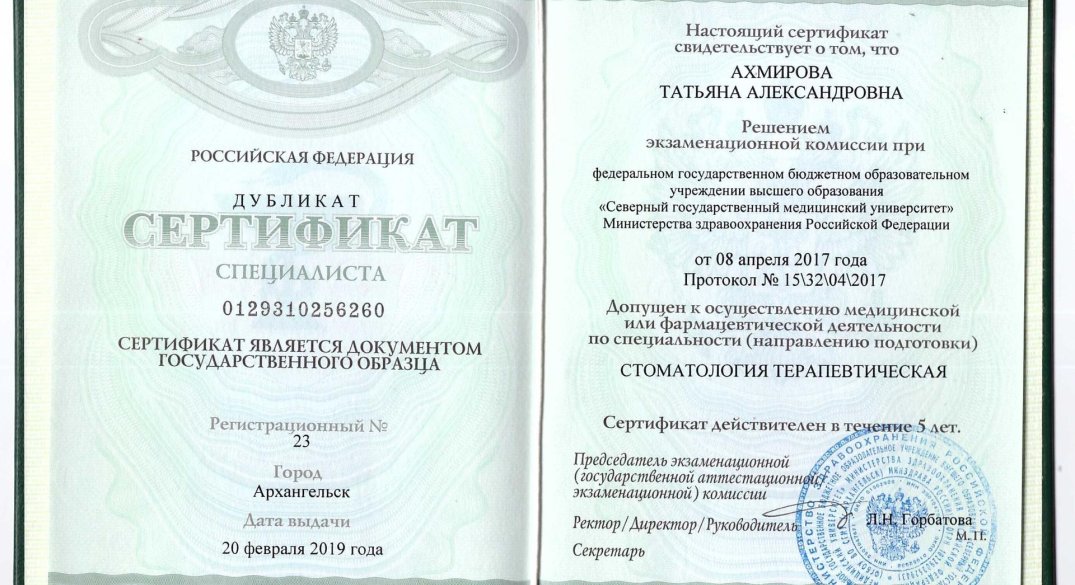 РОССИЙСКАЯ ФЕДЕРАЦИЯ
ДУБЛИКАТ
СЕРТИФИКАТ
СПЕЦИАЛИСТА
0129310256260
СЕРТИФИКАТ ЯВЛЯЕТСЯ ДОКУМЕНТОМ
ГОСУДАРСТВЕННОГО ОБРАЗЦА
Регистрационный №
23
Город
Архангельск
Дата выдачи
20 февраля 2019 года
Настоящий сертификат
свидетельствует о том, что
АХМИРОВА
ТАТЬЯНА АЛЕКСАНДРОВНА
Решением
экзаменационной комиссии при
федеральном государственном бюджетном образовательном
учреждении высшего образования
«Северный государственный медицинский университет»
Министерства здравоохранения Российской Федерации
от 08 апреля 2017 года
Протокол № 15\32\04\2017
Допущен к осуществлению медицинской
или фармацевтической деятельности
по специальности (направлению подготовки)
СТОМАТОЛОГИЯ ТЕРАПЕВТИЧЕСКАЯ
Сертификат действителен в течение 5 лет.
Председатель экзаменационной
(государственной аттестационной/
экзаменационной) комиссии
Ректор/Директор/Руководитель
Л.Н. Горбатова
М.П.
Секретарь